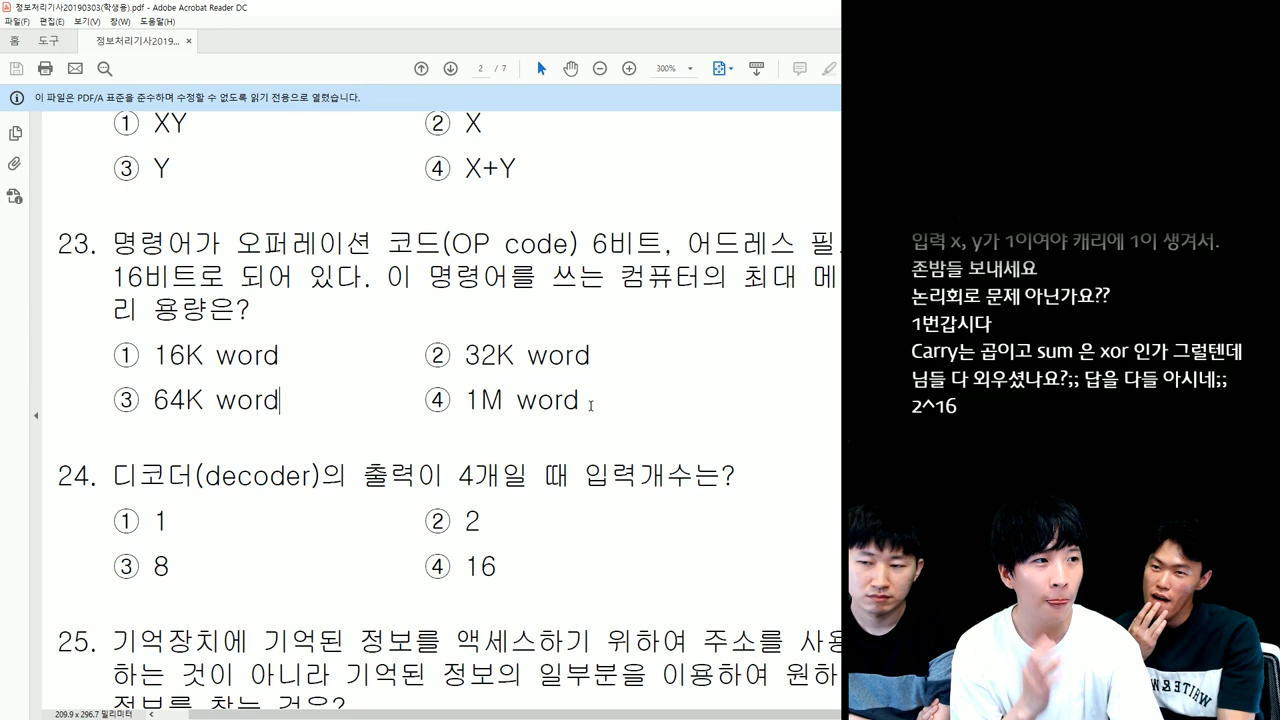 정보처리기사20190303(학생용).pdf - Adobe Acrobat Reader DC
파일(F) 편집(E) 보기(V) 창(W) 도움말(H)
홈 도구 정보처리기사2019... ×
2 / 7 300%
이 파일은 PDF/A 표준을 준수하며 수정할 수 없도록 읽기 전용으로 열렸습니다.
① XY ② X
③ Y ④ X+Y
23. 명령어가 오퍼레이션 코드(OP code) 6비트, 어드레스
16비트로 되어 있다. 이 명령어를 쓰는 컴퓨터의 최대 메
리 용량은?
① 16K word ② 32K word
③ 64K word ④ 1M word
24. 디코더(decoder)의 출력이 4개일 때 입력개수는?
① 1 ② 2
③ 8 ④ 16
25. 기억장치에 기억된 정보를 액세스하기 위하여 주소를 사용
하는 것이 아니라 기억된 정보의 일부분을 이용하여 원하
정보를 찾는 것은?
209.9 x 296.7 밀리미터
입력 x, y가 1이여야 캐리에 1이 생겨서.
존밤들 보내세요
논리회로 문제 아닌가요??
1번갑시다
Carry는 곱이고 sum 은 xor 인가 그럴텐데
님들 다 외우셨나요?;; 답을 다들 아시네;;
2^16
WHITE&W